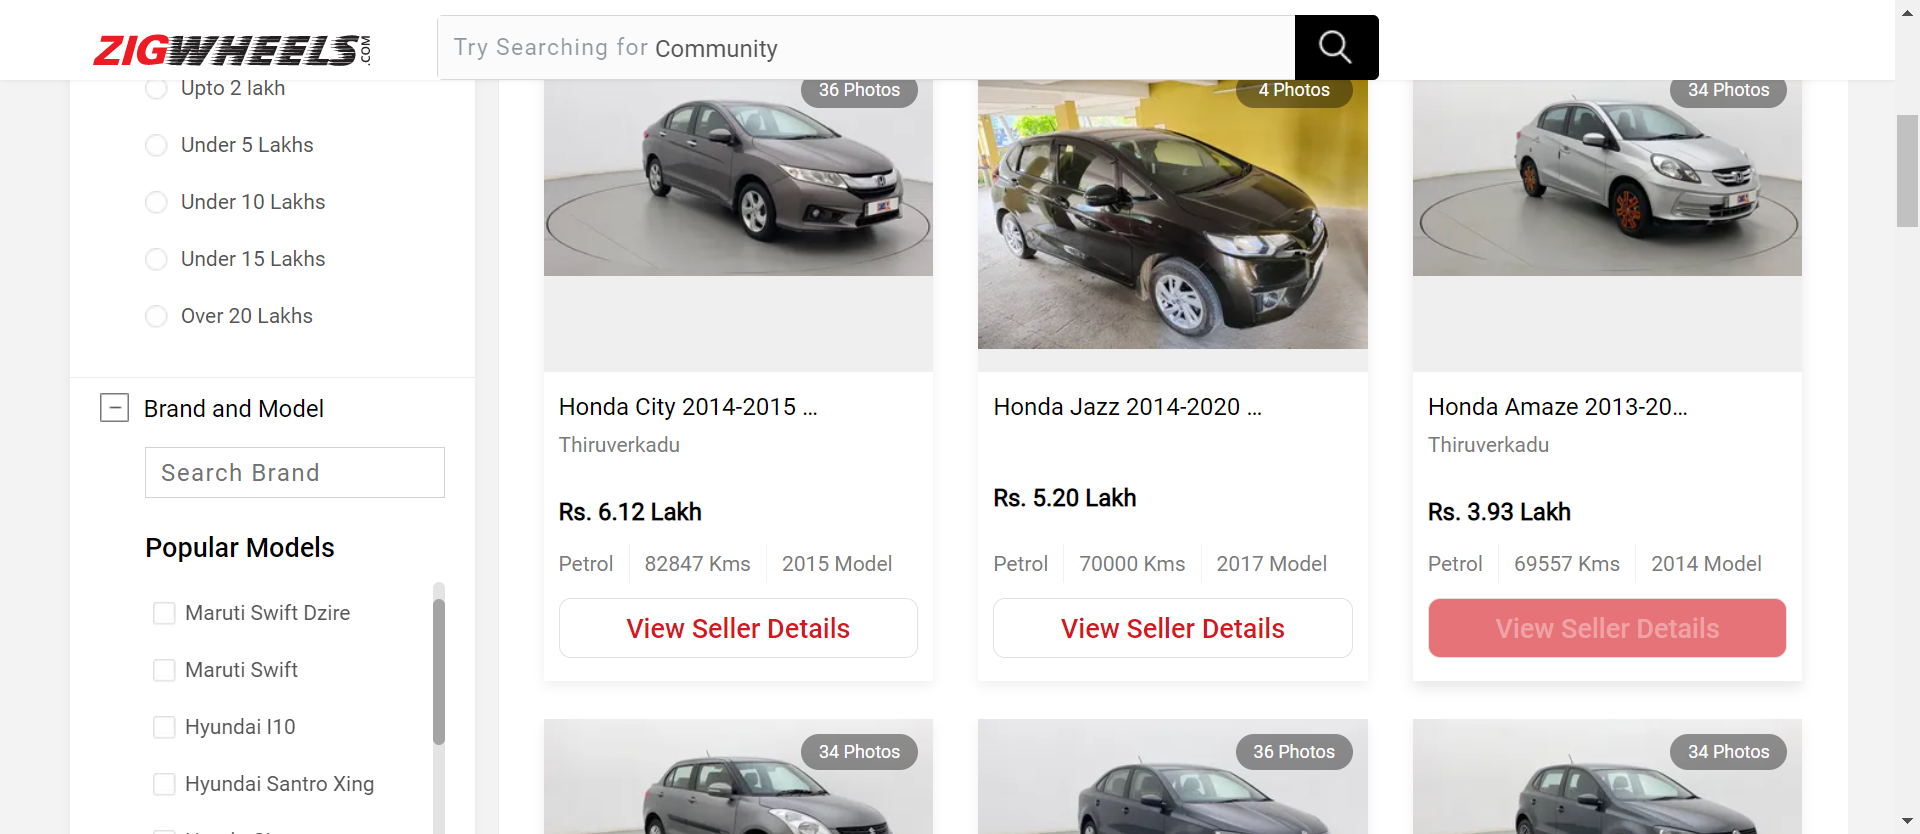 ZIGWHEELS.COM
Try Searching for Community
Upto 2 lakh
Under 5 Lakhs
Under 10 Lakhs
Under 15 Lakhs
Over 20 Lakhs
Brand and Model
Search Brand
Popular Models
Maruti Swift Dzire
Maruti Swift
Hyundai I10
Hyundai Santro Xing
36 Photos
4 Photos
34 Photos
Honda City 2014-2015 ...
Thiruverkadu
Rs. 6.12 Lakh
Petrol 82847 Kms 2015 Model
View Seller Details
Honda Jazz 2014-2020 ...
Rs. 5.20 Lakh
Petrol 70000 Kms 2017 Model
View Seller Details
Honda Amaze 2013-20...
Thiruverkadu
Rs. 3.93 Lakh
Petrol 69557 Kms 2014 Model
View Seller Details
34 Photos
36 Photos
34 Photos